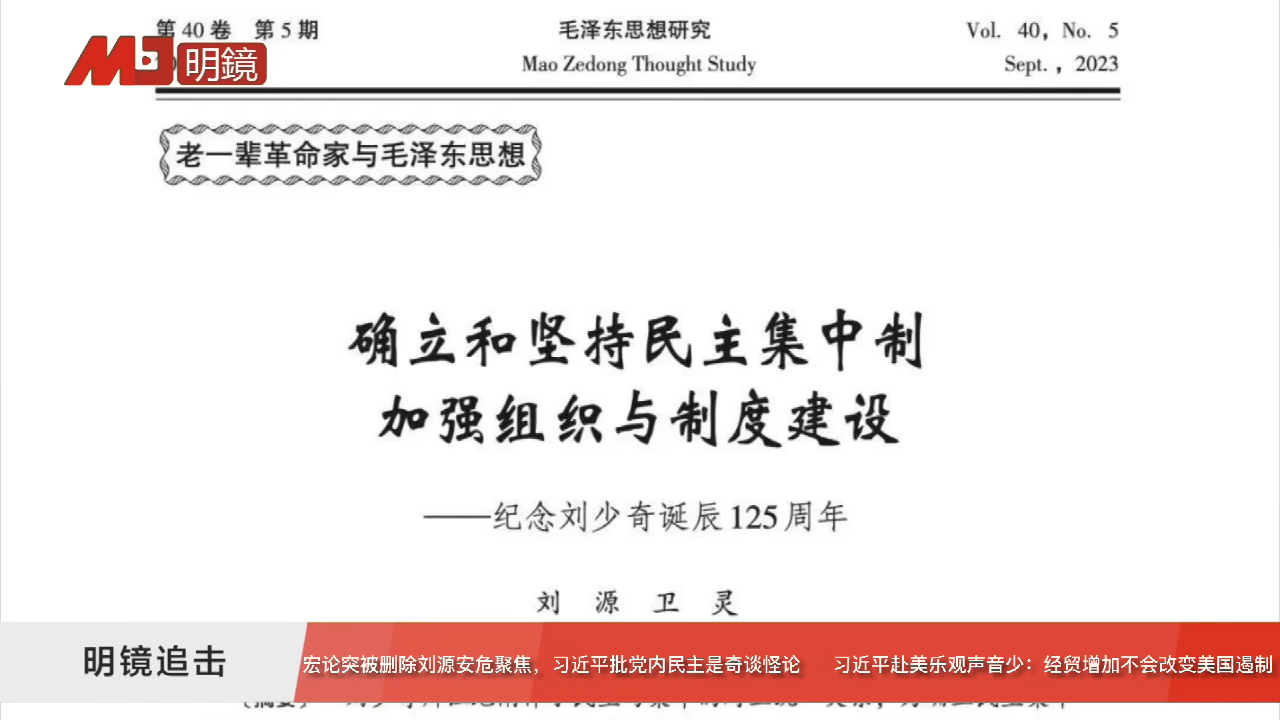 第 40 卷 第 5 期 毛泽东思想研究 Vol. 40, No. 5
Mao Zedong Thought Study Sept. , 2023
明鏡
老一辈革命家与毛泽东思想
确立和坚持民主集中制
加强组织与制度建设
——纪念刘少奇诞辰 125 周年
刘 源 卫 灵
明镜追击
宏论突被删除刘源安危聚焦，习近平批党内民主是奇谈怪论 习近平赴美乐观声音少：经贸增加不会改变美国遏制